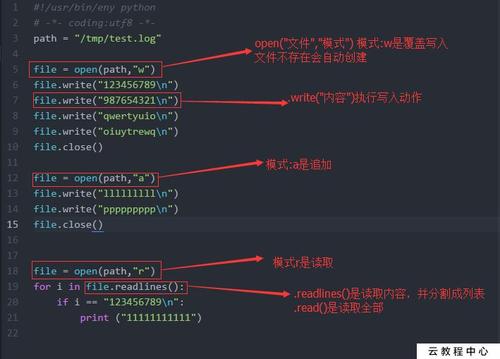 1 #!/usr/bin/eny python
2 # -*- coding:utf8 -*-
3 path = "/tmp/test.log"
4
open("文件","模式") 模式:w是覆盖写入
5 file = open(path,"w")
文件不存在会自动创建
6 file.write("123456789\n")
7 file.write("987654321\n")
.write("内容")执行写入动作
8 file.write("qwertyuio\n")
9 file.write("oiuytrewq\n")
10 file.close()
11
12 file = open(path,"a")
模式:a是追加
13 file.write("lllllllll\n")
14 file.write("ppppppppp\n")
15 file.close()
16
17
模式r是读取
18 file = open(path,"r")
19 for i in file.readlines():
.readlines()是读取内容，并分割成列表
20 if i == "123456789\n":
.read()是读取全部
21 print ("11111111111")
22
云教程中心